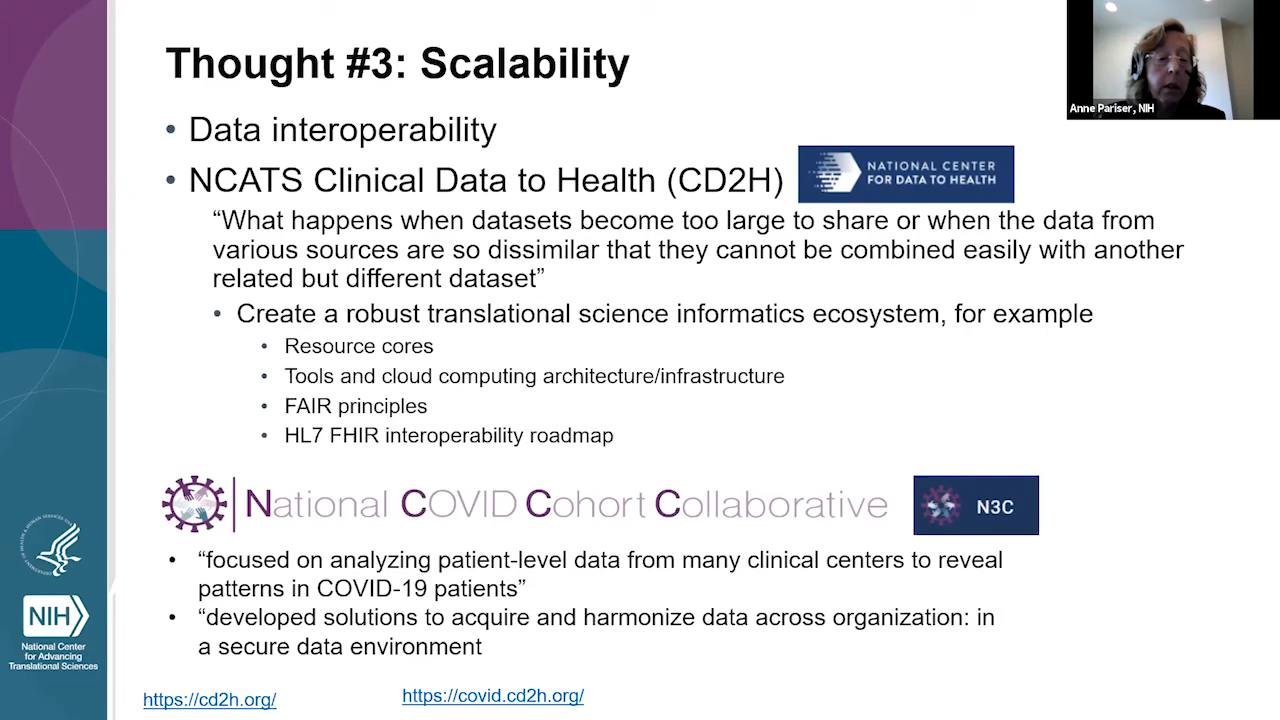 Thought #3: Scalability
Anne Pariser, NIH
• Data interoperability
• NCATS Clinical Data to Health (CD2H)
NATIONAL CENTER
FOR DATA TO HEALTH
“What happens when datasets become too large to share or when the data from
various sources are so dissimilar that they cannot be combined easily with another
related but different dataset”
• Create a robust translational science informatics ecosystem, for example
• Resource cores
• Tools and cloud computing architecture/infrastructure
• FAIR principles
• HL7 FHIR interoperability roadmap
National COVID Cohort Collaborative
N3C
• “focused on analyzing patient-level data from many clinical centers to reveal
patterns in COVID-19 patients”
• “developed solutions to acquire and harmonize data across organization: in
a secure data environment
https://cd2h.org/
https://covid.cd2h.org/
NIH
National Center
for Advancing
Translational Sciences